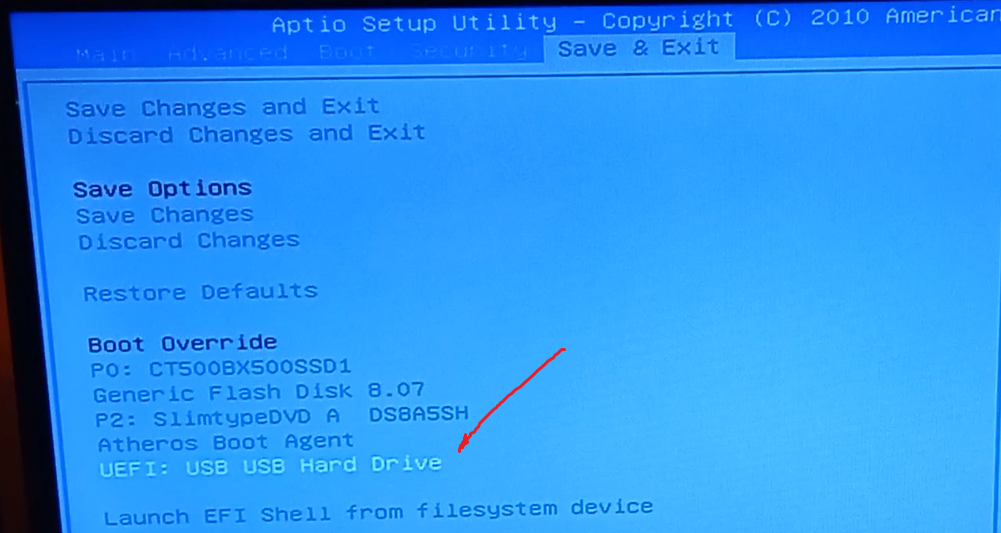 Aptio Setup Utility – Copyright (C) 2010 American
Main Advanced Boot Security Save & Exit
Save Changes and Exit
Discard Changes and Exit
Save Options
Save Changes
Discard Changes
Restore Defaults
Boot Override
P0: CT500BX500SSD1
Generic Flash Disk 8.07
P2: SlimtypeDVD A  DS8A5SH
Atheros Boot Agent
UEFI: USB USB Hard Drive
Launch EFI Shell from filesystem device